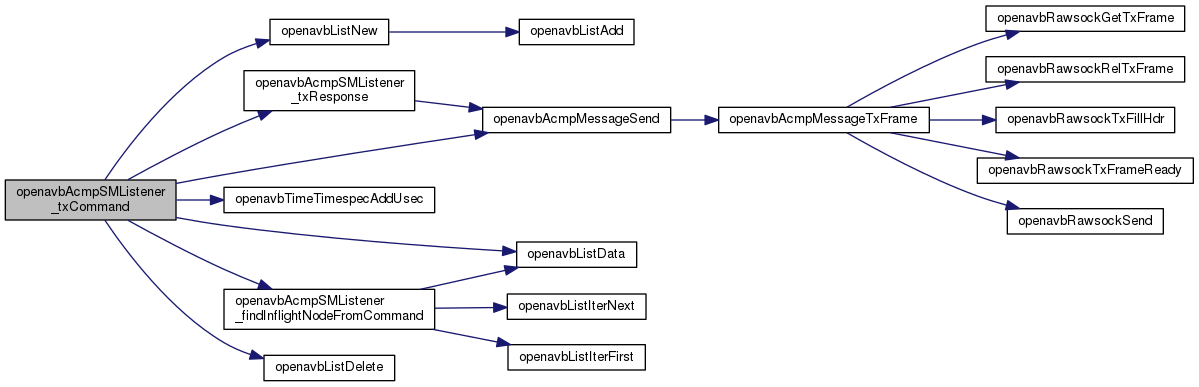 openavbAcmpSMListener
_txCommand
openavbListNew
openavbListAdd
openavbAcmpSMListener
_txResponse
openavbAcmpMessageSend
openavbAcmpMessageTxFrame
openavbRawsockGetTxFrame
openavbRawsockRelTxFrame
openavbRawsockTxFillHdr
openavbRawsockTxFrameReady
openavbRawsockSend
openavbTimeTimespecAddUsec
openavbListData
openavbAcmpSMListener
_findInflightNodeFromCommand
openavbListIterNext
openavbListIterFirst
openavbListDelete